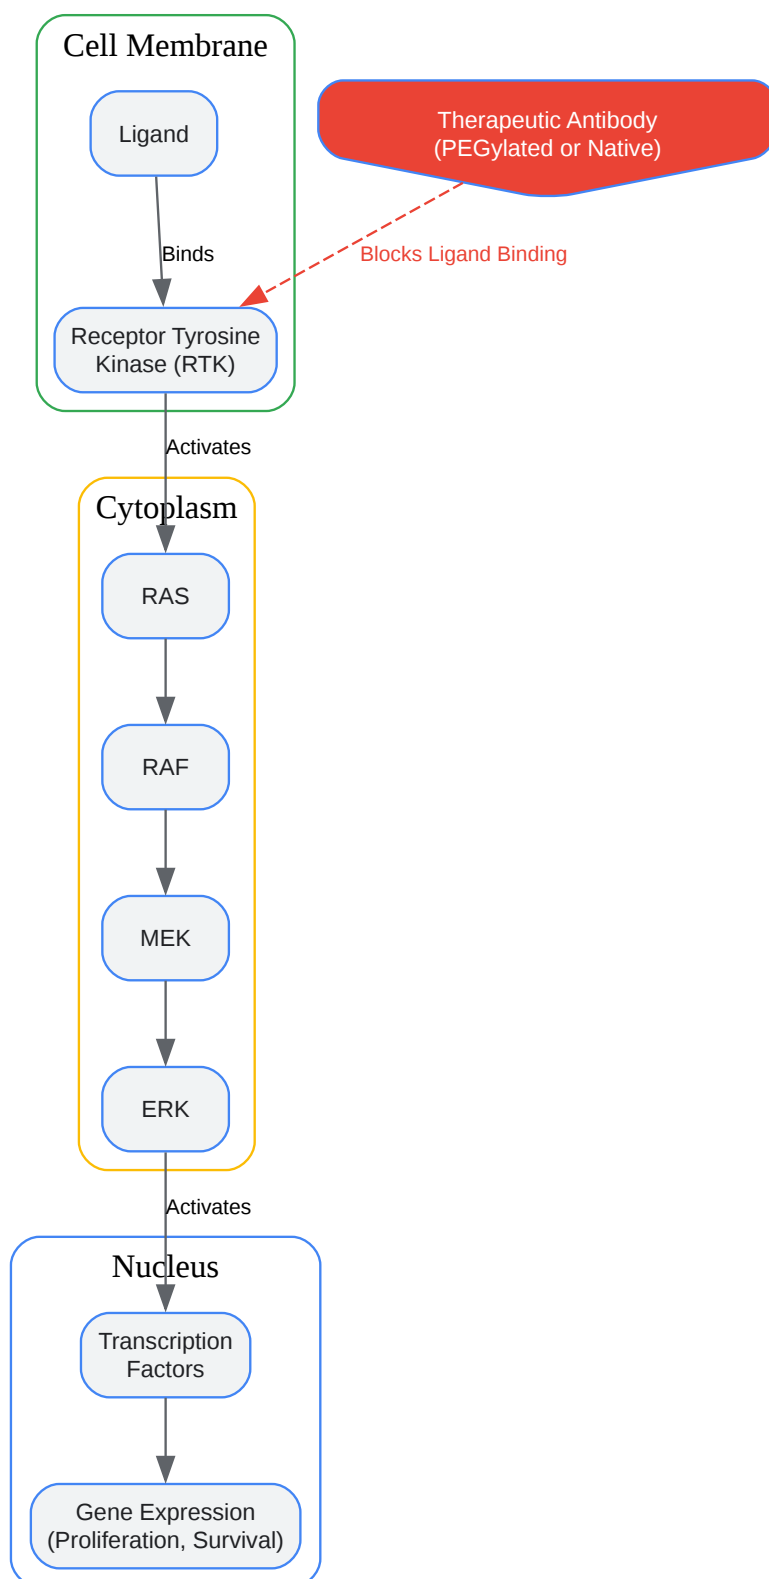 Cell Membrane
Ligand
Therapeutic Antibody
(PEGylated or Native)
Binds
Blocks Ligand Binding
Receptor Tyrosine
Kinase (RTK)
Activates
Cytoplasm
RAS
RAF
MEK
ERK
Activates
Nucleus
Transcription
Factors
Gene Expression
(Proliferation, Survival)